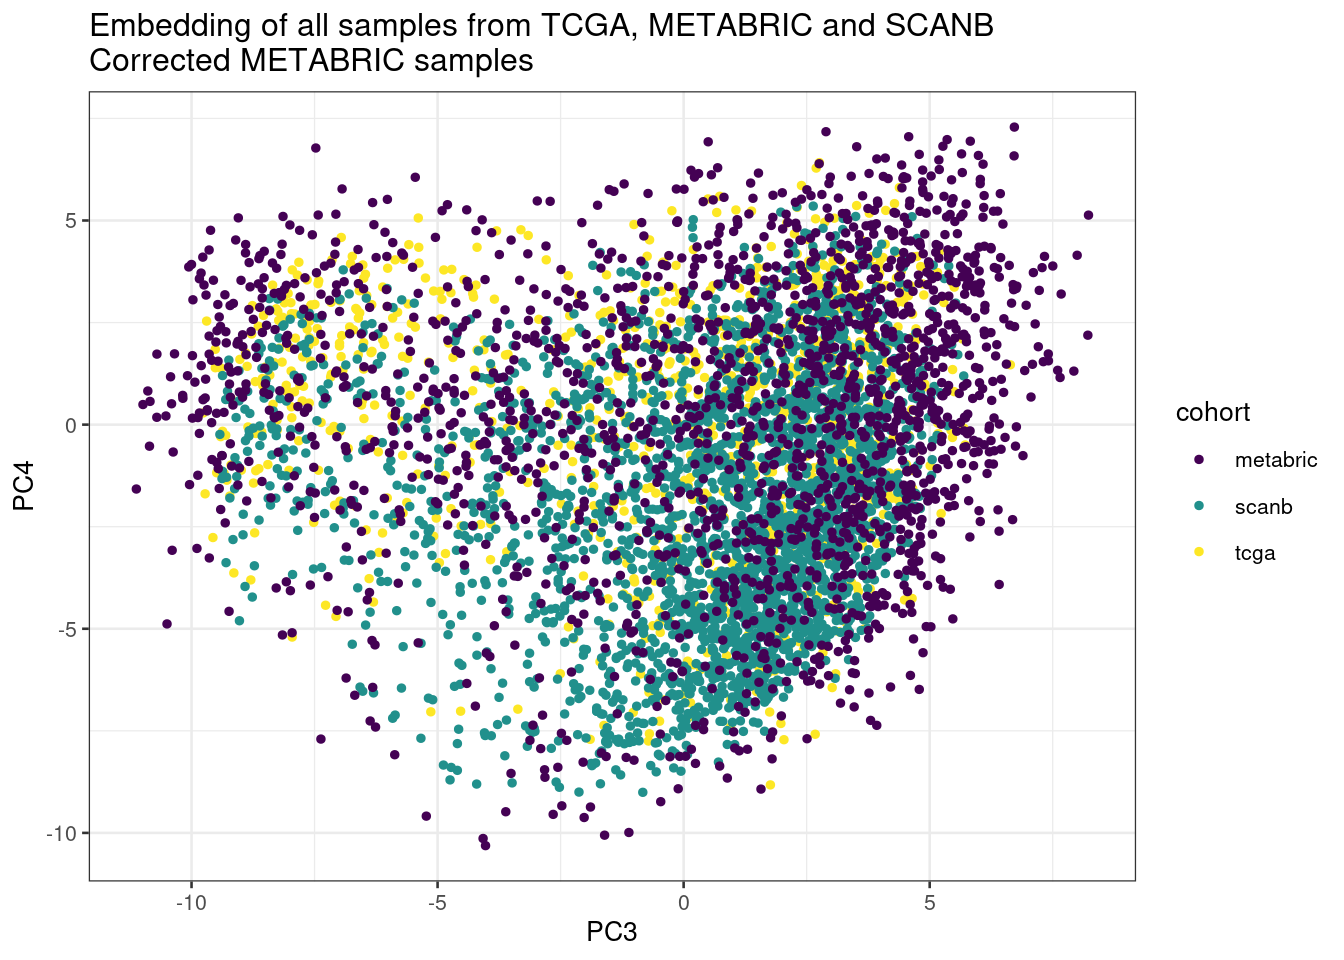 Embedding of all samples from TCGA, METABRIC and SCANB
Corrected METABRIC samples
5
0
-5
-10
PC4
-10
-5
0
5
PC3
cohort
metabric
scanb
tcga